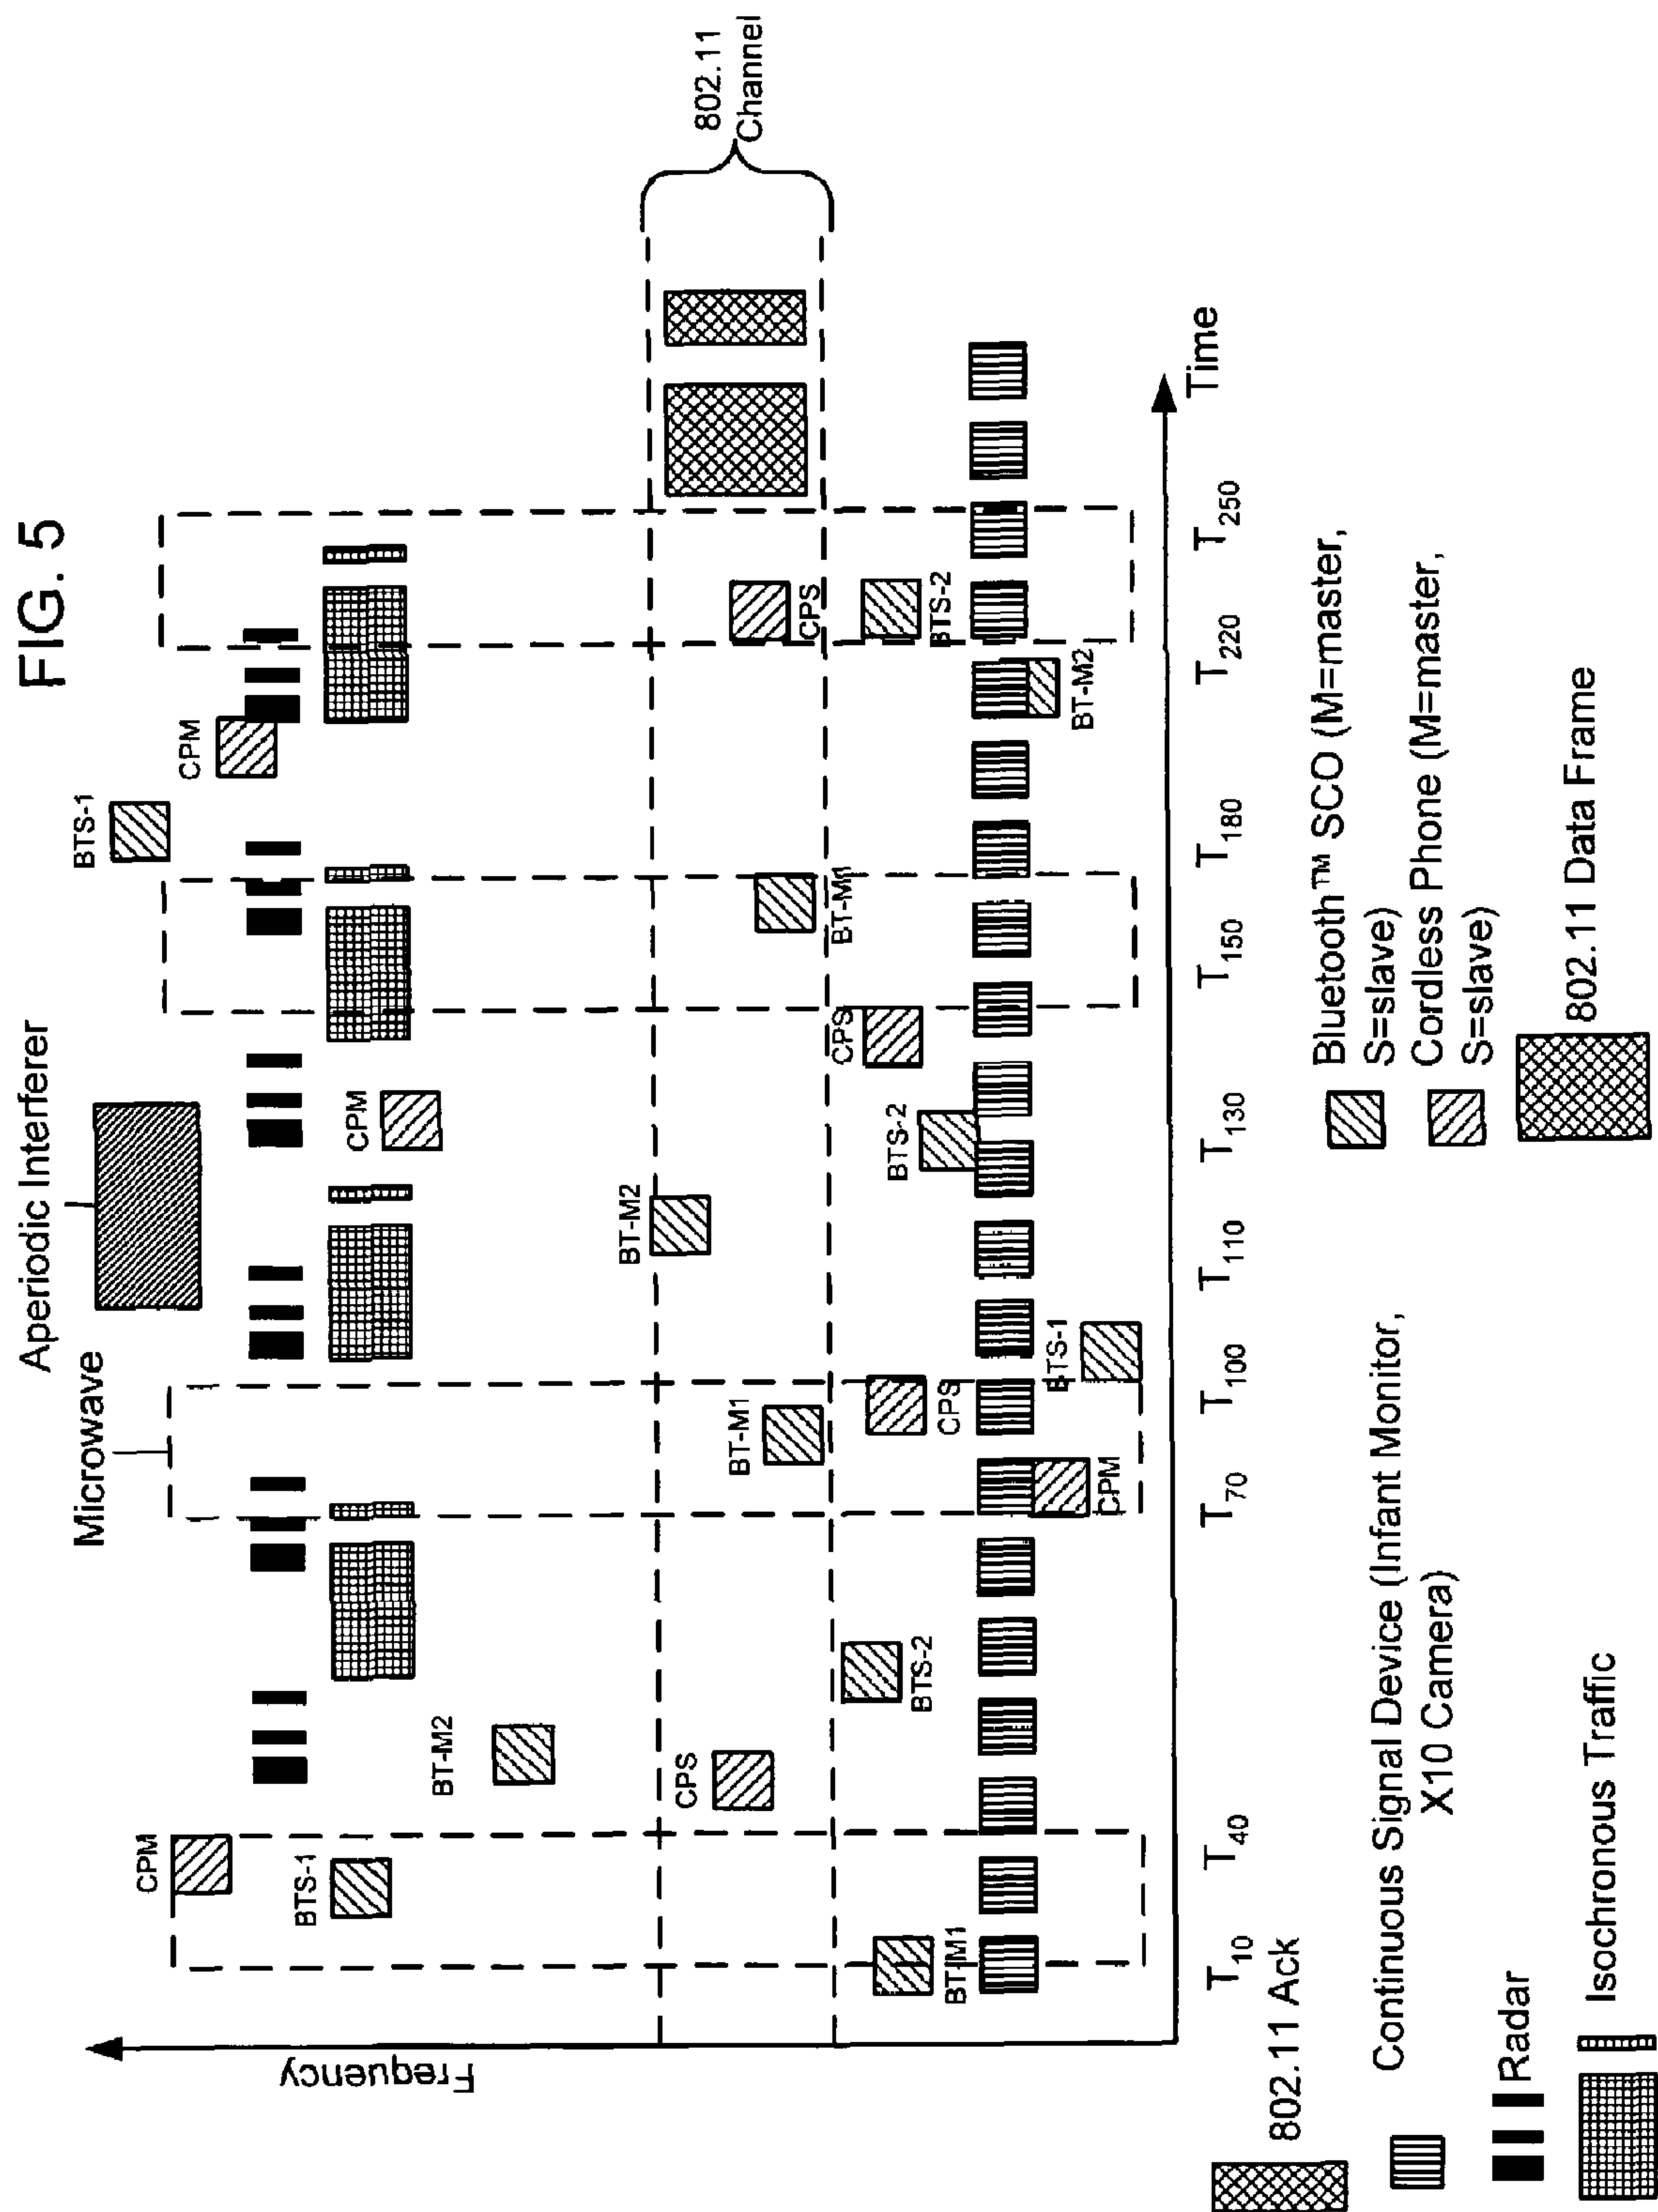 FIG. 5
Aperiodic Interferer
Microwave
802.11
Channel
Frequency
Time
CPM
BTS-1
BT-M1
BT-M2
CPS
BTS-2
BT-M1
CPS
CPM
BTS-1
BT-M2
BTS-2
CPM
CPS
BT-M1
BTS-1
CPM
BT-M2
CPS
BTS-2
T10
T40
T70
T100
T110
T130
T150
T180
T220
T250
802.11 Ack
Continuous Signal Device (Infant Monitor,
X10 Camera)
Radar
Isochronous Traffic
Bluetooth™ SCO (M=master,
S=slave)
Cordless Phone (M=master,
S=slave)
802.11 Data Frame